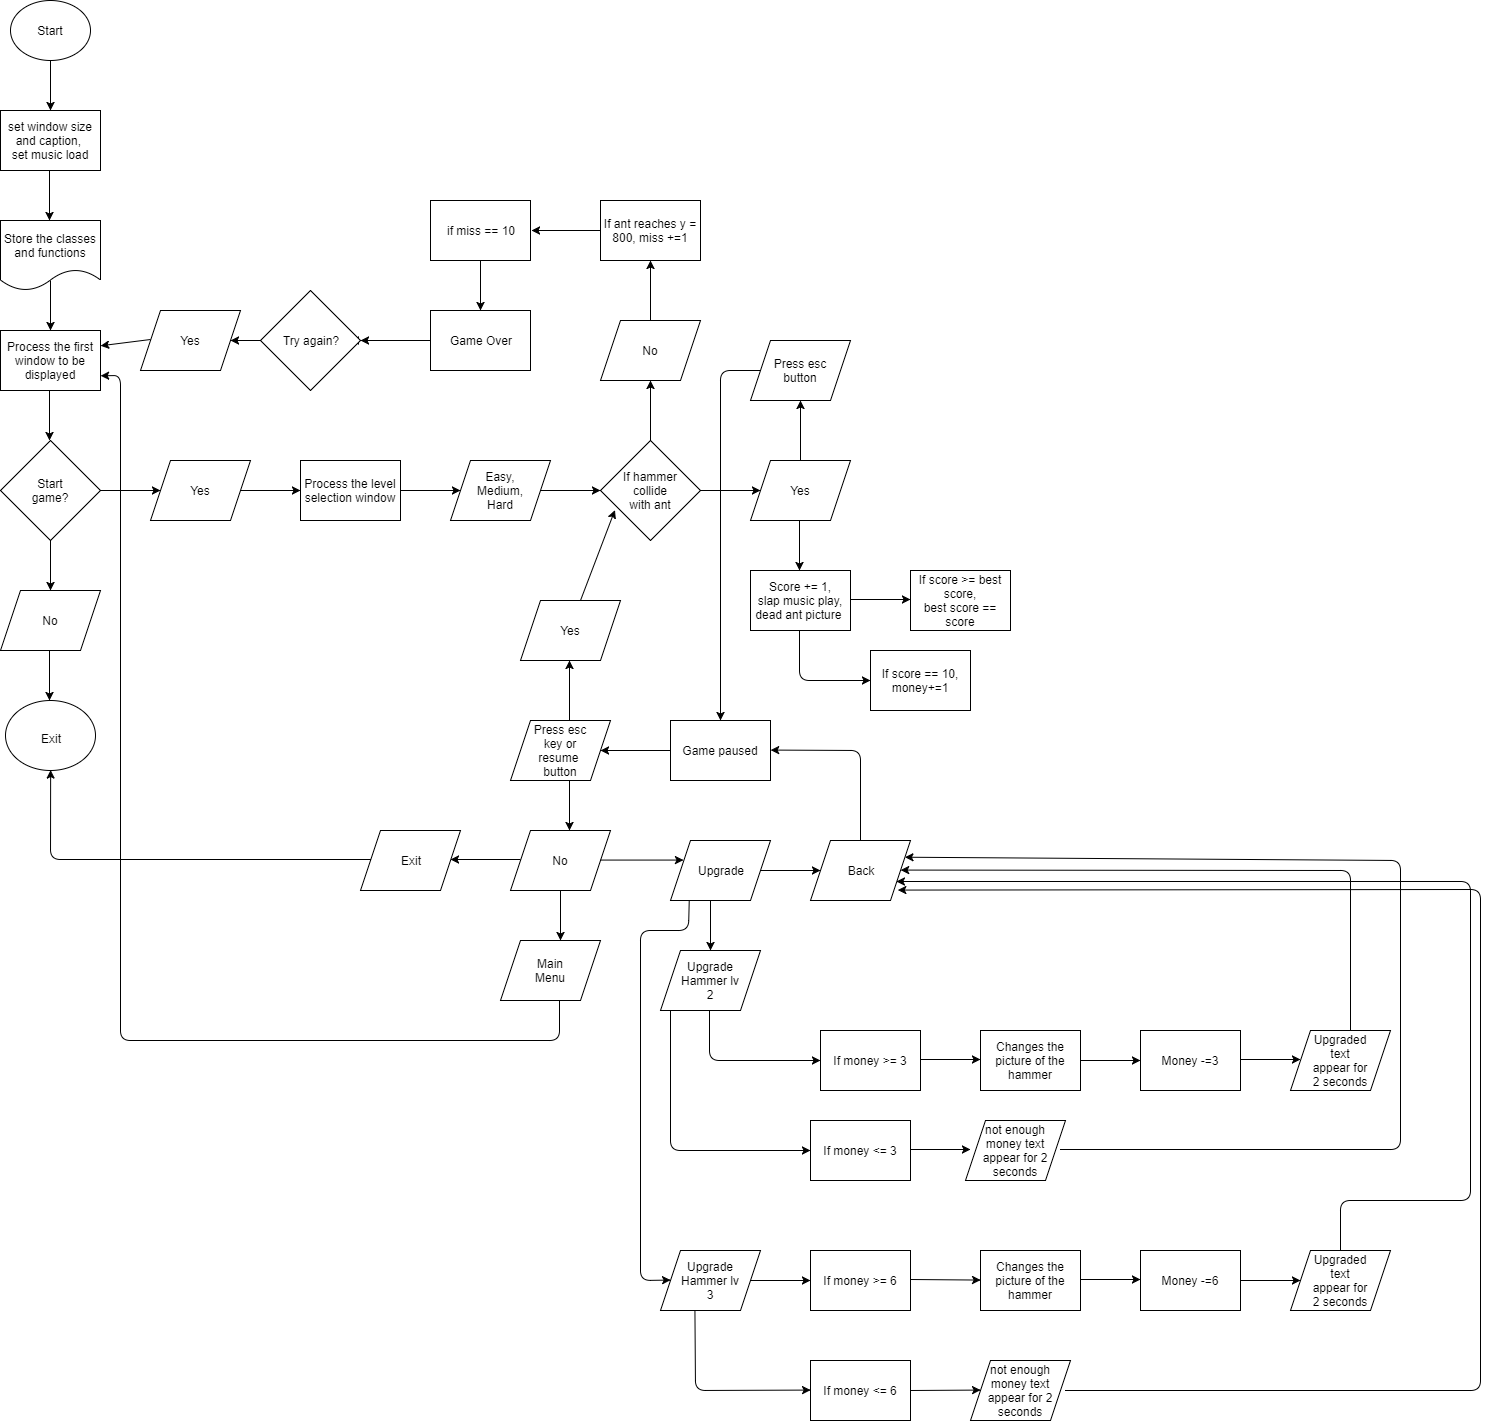 Start
set window size
and caption,
set music load
Store the classes
and functions
Process the first
window to be
displayed
Start
game?
No
Exit
Yes
Process the level
selection window
Easy,
Medium,
Hard
If hammer
collide
with ant
No
If ant reaches y =
800, miss +=1
if miss == 10
Game Over
Try again?
Yes
Yes
Press esc
button
Score += 1,
slap music play,
dead ant picture
If score >= best
score,
best score ==
score
If score == 10,
money+=1
Game paused
Press esc
key or
resume
button
Yes
No
Exit
Main
Menu
Upgrade
Back
Upgrade
Hammer lv
2
If money >= 3
Changes the
picture of the
hammer
Money -=3
Upgraded
text
appear for
2 seconds
If money <= 3
not enough
money text
appear for 2
seconds
Upgrade
Hammer lv
3
If money >= 6
Changes the
picture of the
hammer
Money -=6
Upgraded
text
appear for
2 seconds
If money <= 6
not enough
money text
appear for 2
seconds